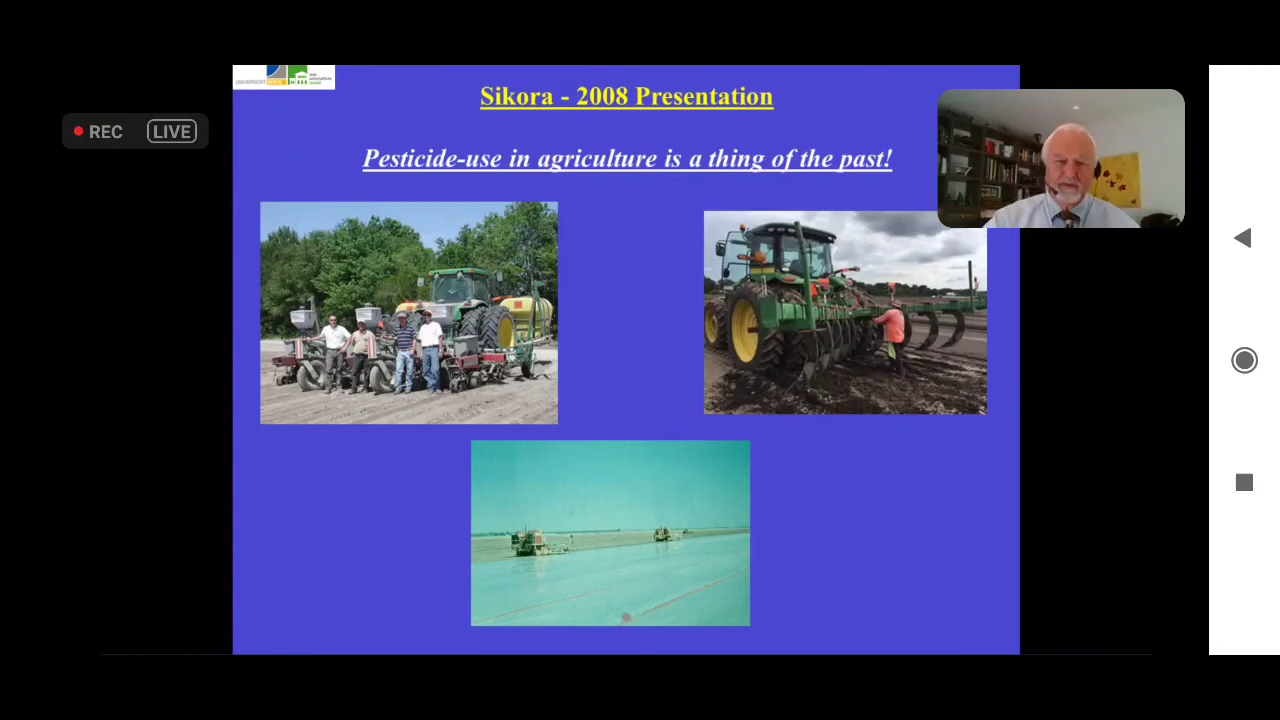 REC LIVE
Sikora - 2008 Presentation
Pesticide-use in agriculture is a thing of the past!